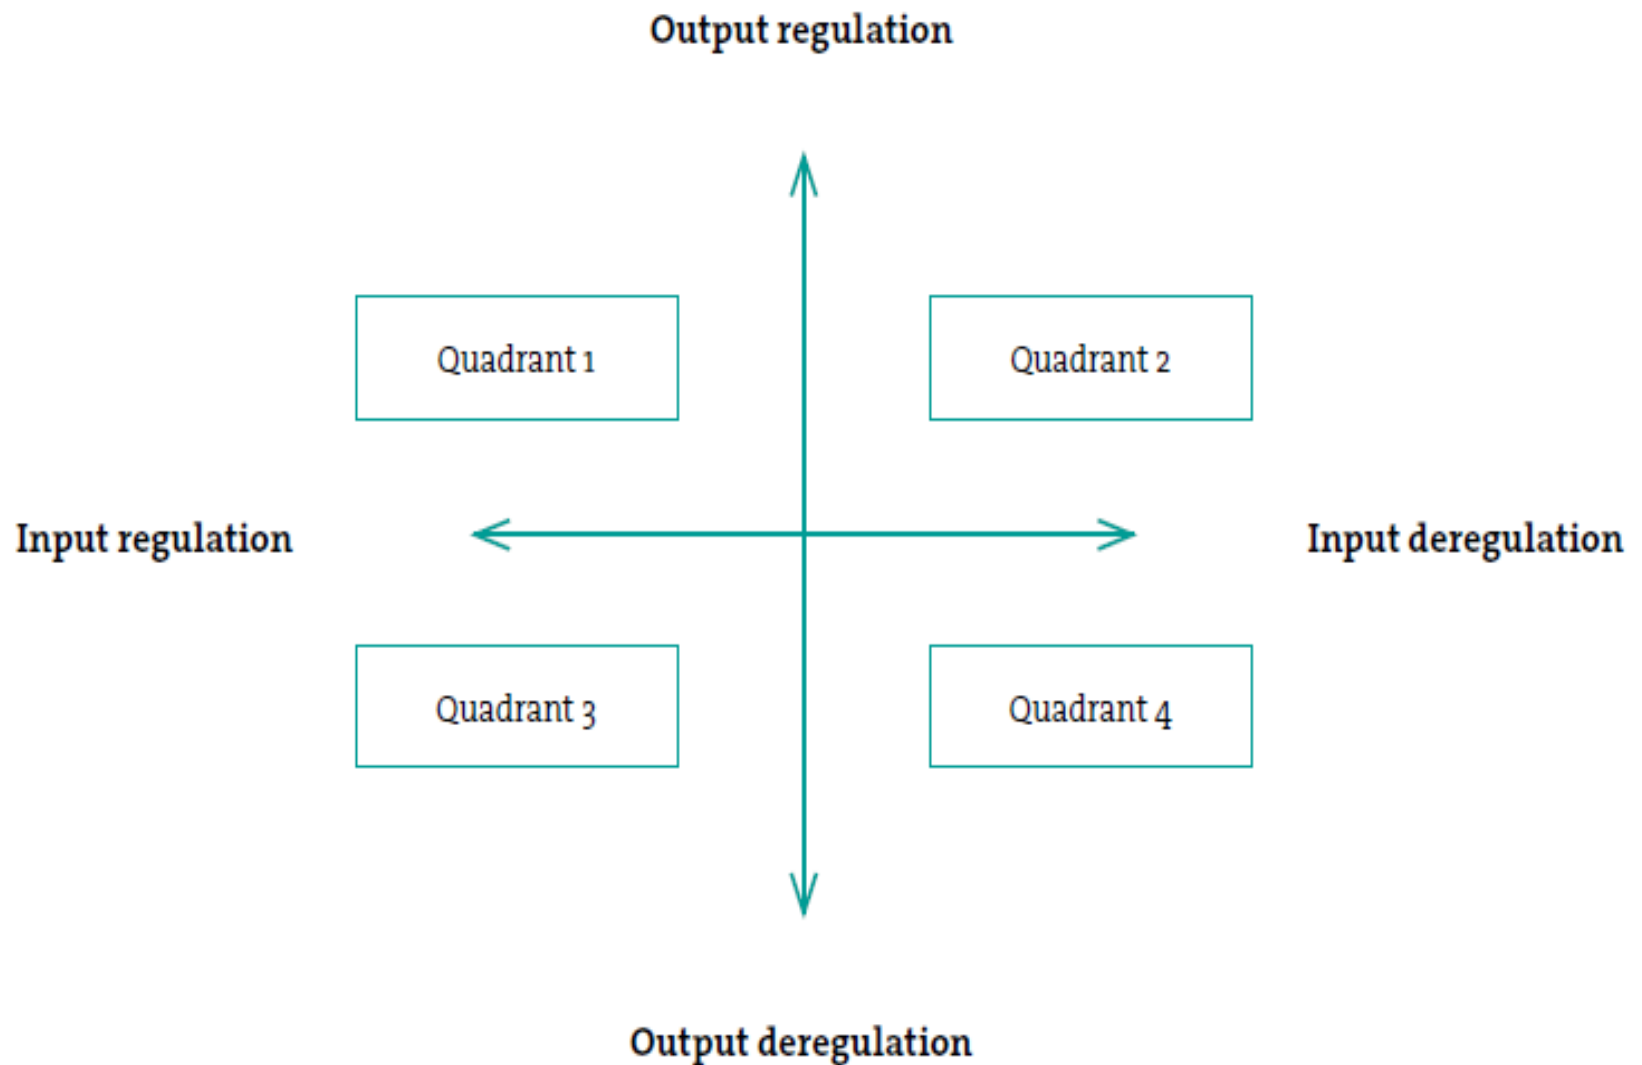 Output regulation
Quadrant 1
Quadrant 2
Input regulation
Input deregulation
Quadrant 3
Quadrant 4
Output deregulation